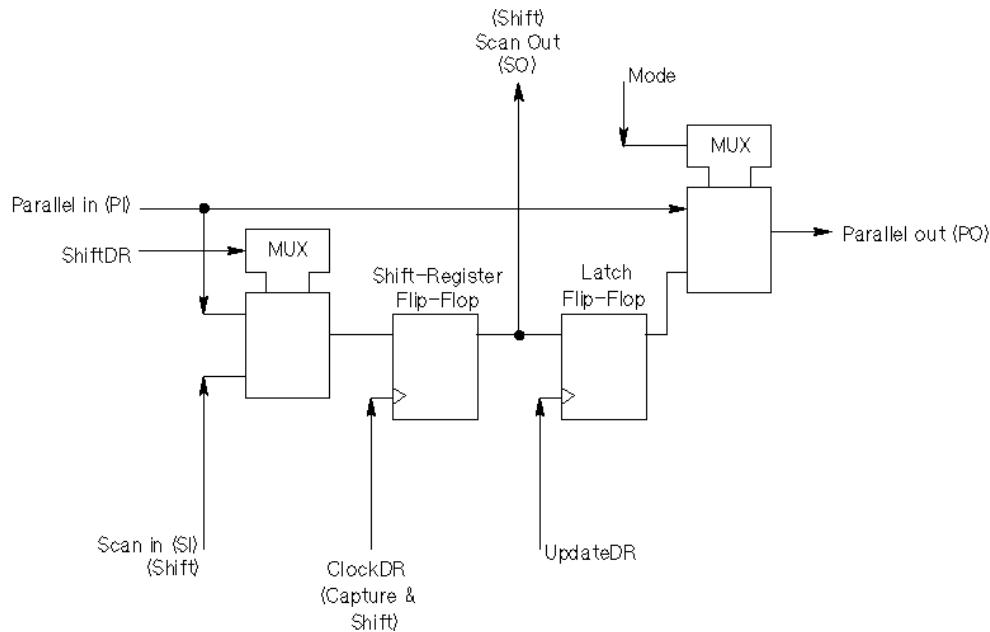 (Shift)
Scan Out
(SO)
Mode
MUX
Parallel in (PI)
ShiftDR
MUX
Parallel out (PO)
Shift-Register
Flip-Flop
Latch
Flip-Flop
Scan in (SI)
(Shift)
ClockDR
(Capture &
Shift)
UpdateDR